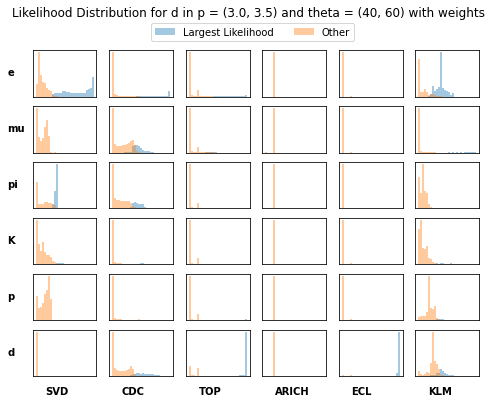 Likelihood Distribution for d in p = (3.0, 3.5) and theta = (40, 60) with weights
Largest Likelihood Other
e
mu
pi
K
p
d
SVD CDC TOP ARICH ECL KLM